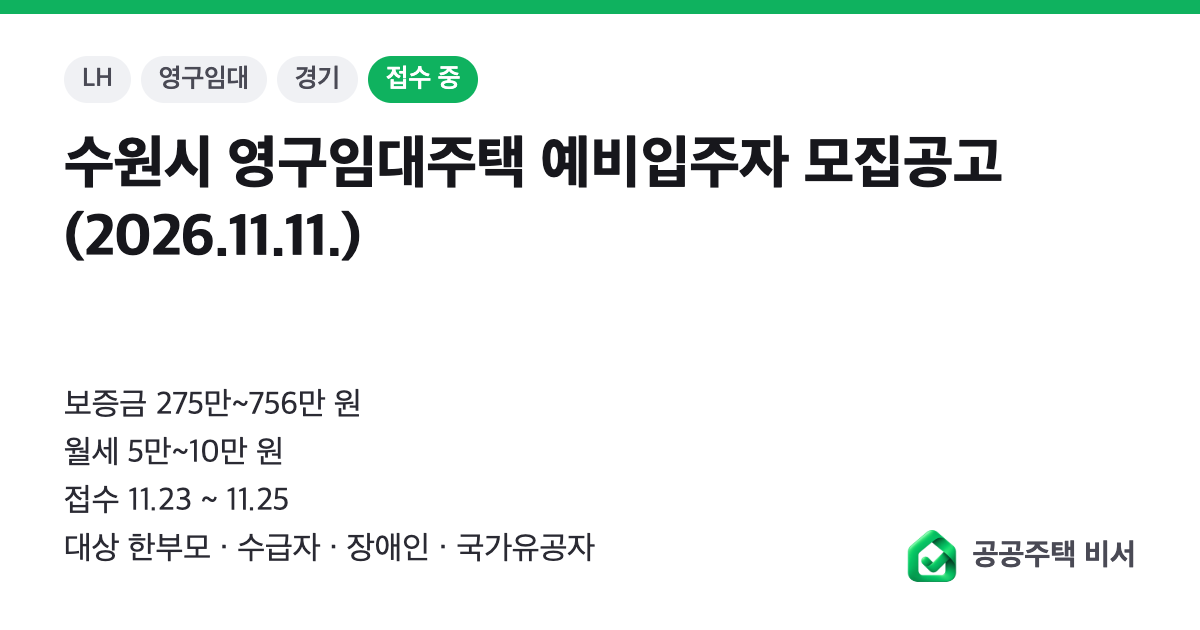 LH 영구임대 경기 접수 중
수원시 영구임대주택 예비입주자 모집공고
(2026.11.11.)
보증금 275만~756만 원
월세 5만~10만 원
접수 11.23 ~ 11.25
대상 한부모 · 수급자 · 장애인 · 국가유공자
공공주택 비서